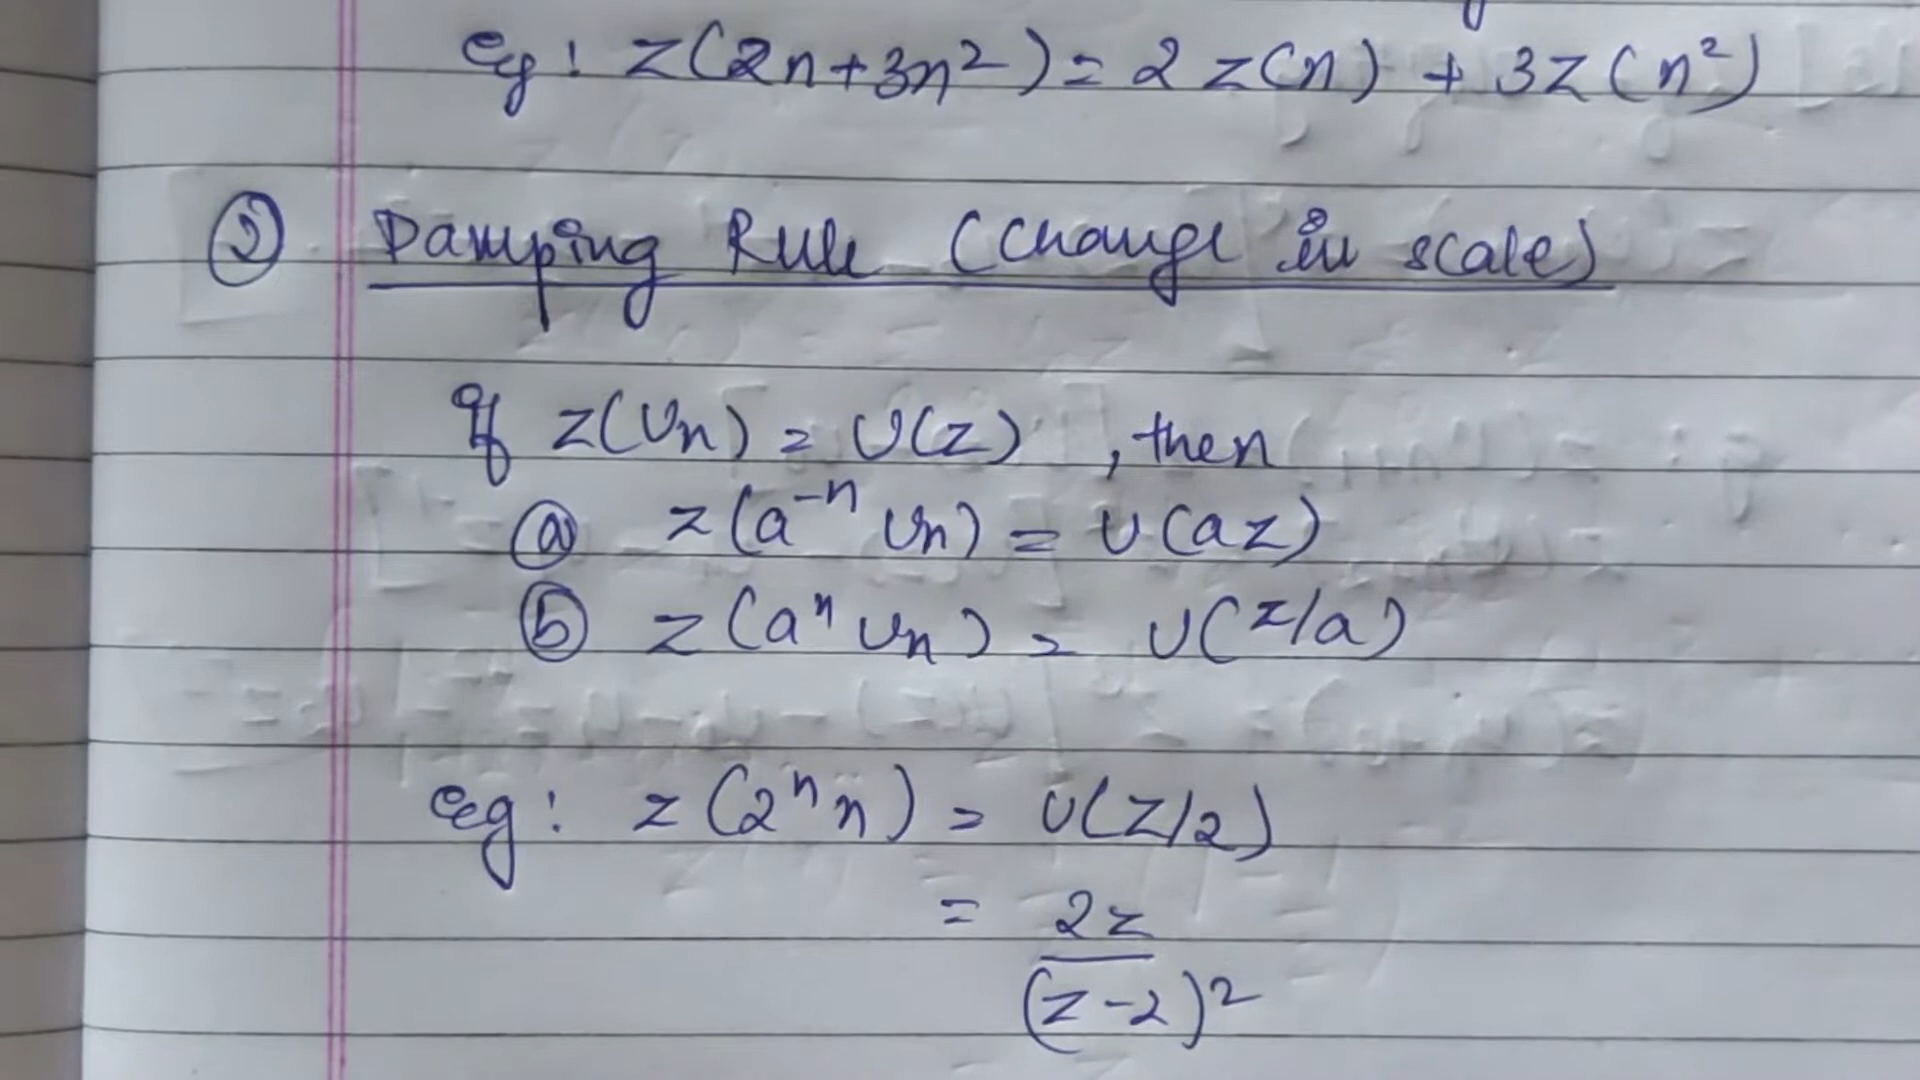 eg: z(2n+3n²) = 2 z(n) + 3z(n²)
② Damping Rule (Change in scale)
If z(Un) = U(z), then
ⓐ z(a⁻ⁿ Un) = U(az)
ⓑ z(aⁿ Un) = U(z/a)
eg: z(2ⁿ n) = U(z/2)
= 2z
(z-2)²